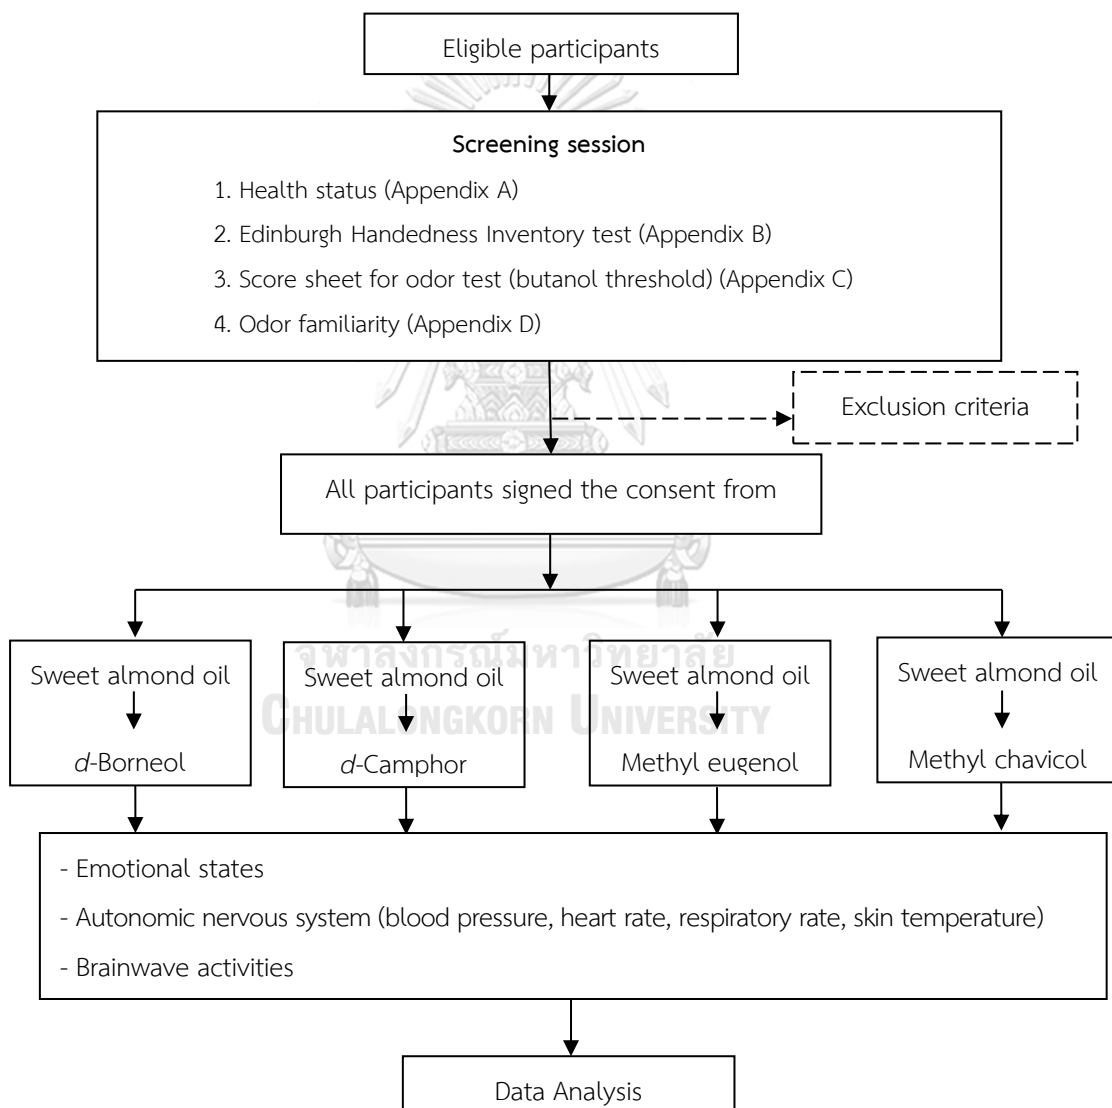 Eligible participants
Screening session
1. Health status (Appendix A)
2. Edinburgh Handedness Inventory test (Appendix B)
3. Score sheet for odor test (butanol threshold) (Appendix C)
4. Odor familiarity (Appendix D)
Exclusion criteria
All participants signed the consent from
จุฬาลงกรณ์มหาวิทยาลัย
CHULALONGKORN UNIVERSITY
Sweet almond oil
d-Borneol
Sweet almond oil
d-Camphor
Sweet almond oil
Methyl eugenol
Sweet almond oil
Methyl chavicol
- Emotional states
- Autonomic nervous system (blood pressure, heart rate, respiratory rate, skin temperature)
- Brainwave activities
Data Analysis